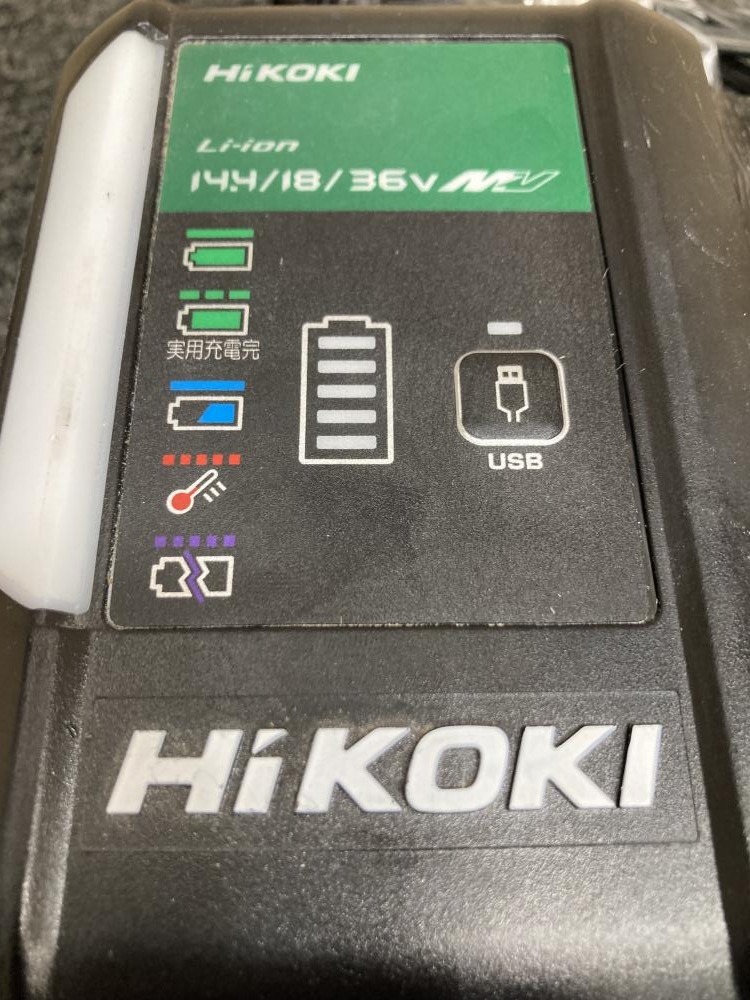 HiKOKI
Li-ion
14.4/18/36V MV
実用充電完
USB
HiKOKI